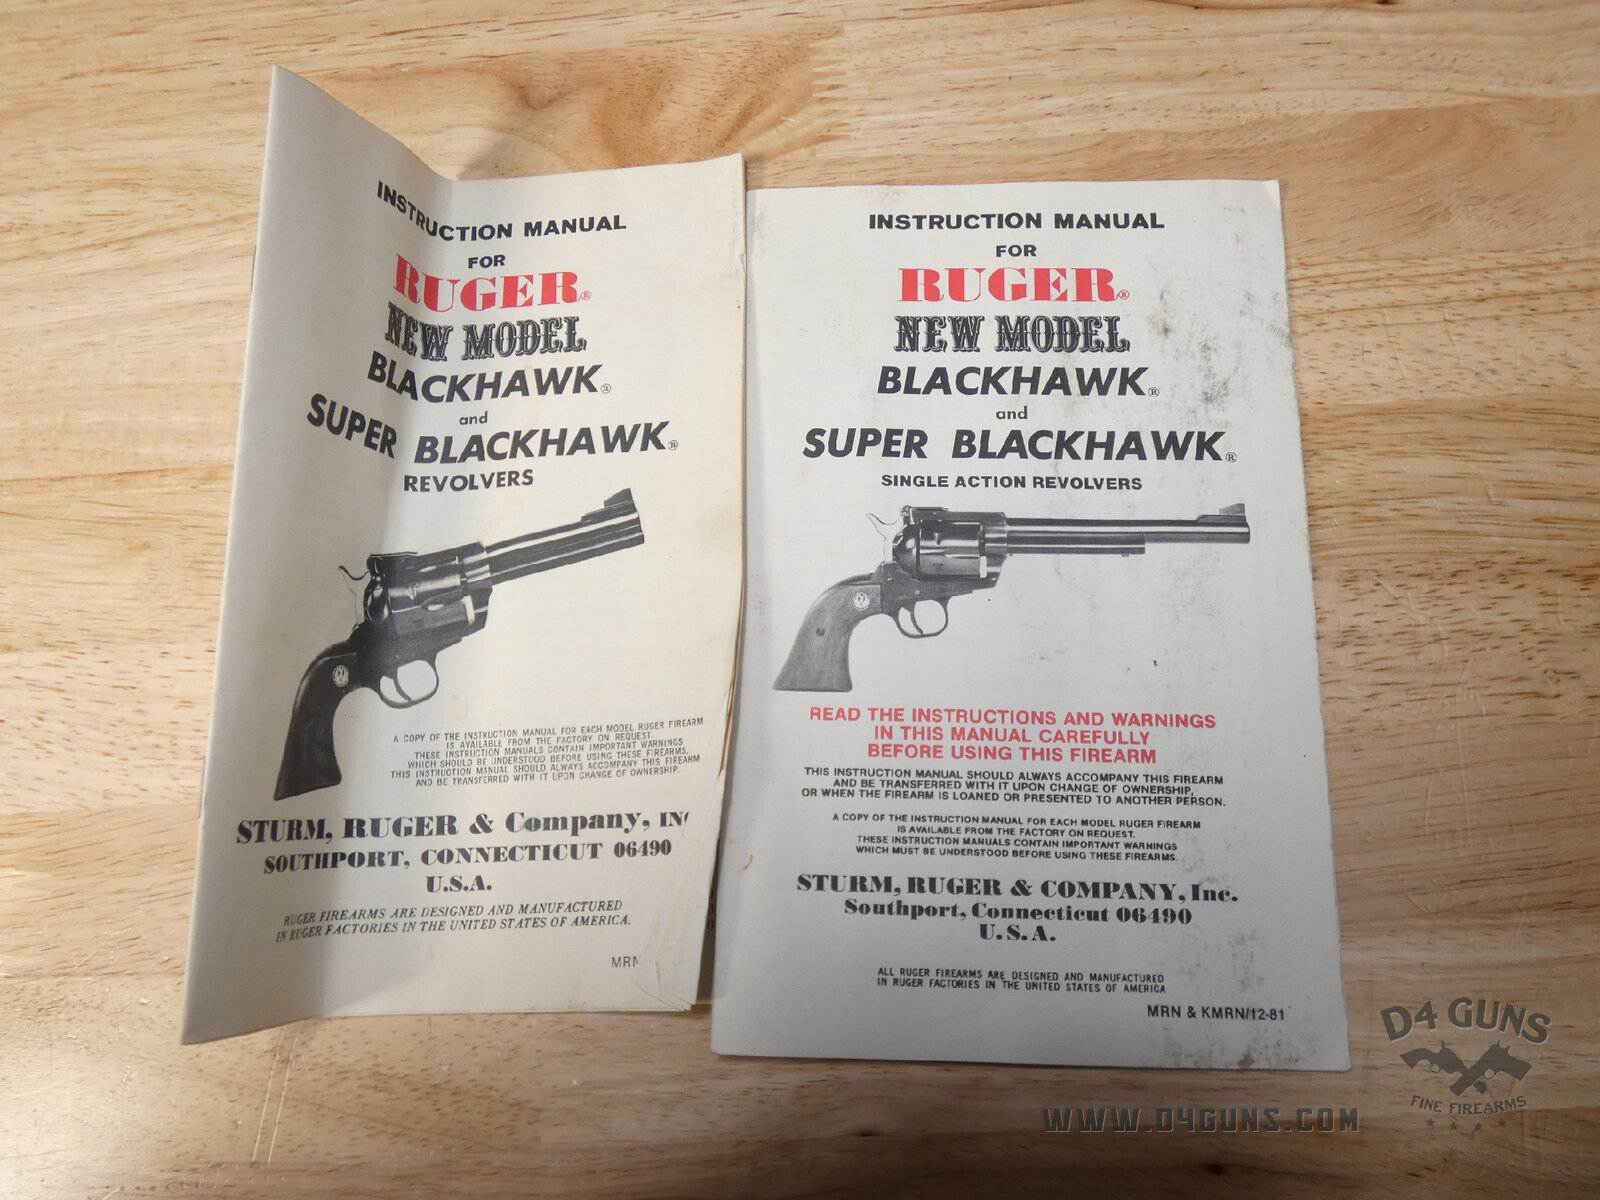 INSTRUCTION MANUAL
FOR
RUGER®
NEW MODEL
BLACKHAWK®
and
SUPER BLACKHAWK®
REVOLVERS
A COPY OF THE INSTRUCTION MANUAL FOR EACH MODEL RUGER FIREARM
IS AVAILABLE FROM THE FACTORY ON REQUEST.
THESE INSTRUCTION MANUALS CONTAIN IMPORTANT WARNINGS
WHICH SHOULD BE UNDERSTOOD BEFORE USING THESE FIREARMS.
THIS INSTRUCTION MANUAL SHOULD ALWAYS ACCOMPANY THIS FIREARM
AND BE TRANSFERRED WITH IT UPON CHANGE OF OWNERSHIP.
STURM, RUGER & Company, INC
SOUTHPORT, CONNECTICUT 06490
U.S.A.
RUGER FIREARMS ARE DESIGNED AND MANUFACTURED
IN RUGER FACTORIES IN THE UNITED STATES OF AMERICA.
MRN
INSTRUCTION MANUAL
FOR
RUGER®
NEW MODEL
BLACKHAWK®
and
SUPER BLACKHAWK®
SINGLE ACTION REVOLVERS
READ THE INSTRUCTIONS AND WARNINGS
IN THIS MANUAL CAREFULLY
BEFORE USING THIS FIREARM
THIS INSTRUCTION MANUAL SHOULD ALWAYS ACCOMPANY THIS FIREARM
AND BE TRANSFERRED WITH IT UPON CHANGE OF OWNERSHIP,
OR WHEN THE FIREARM IS LOANED OR PRESENTED TO ANOTHER PERSON.
A COPY OF THE INSTRUCTION MANUAL FOR EACH MODEL RUGER FIREARM
IS AVAILABLE FROM THE FACTORY ON REQUEST.
THESE INSTRUCTION MANUALS CONTAIN IMPORTANT WARNINGS
WHICH MUST BE UNDERSTOOD BEFORE USING THESE FIREARMS.
STURM, RUGER & COMPANY, Inc.
Southport, Connecticut 06490
U.S.A.
ALL RUGER FIREARMS ARE DESIGNED AND MANUFACTURED
IN RUGER FACTORIES IN THE UNITED STATES OF AMERICA
MRN & KMRN/12-81
D4 GUNS
FINE FIREARMS
WWW.D4GUNS.COM